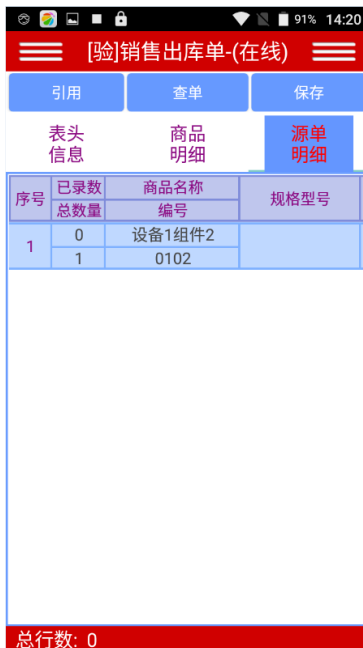 91% 14:20
[验]销售出库单-(在线)
引用 查单 保存
表头 商品 源单
信息 明细 明细
序号 已录数 商品名称 规格型号
总数量 编号
1 0 设备1组件2
1 0102
总行数: 0